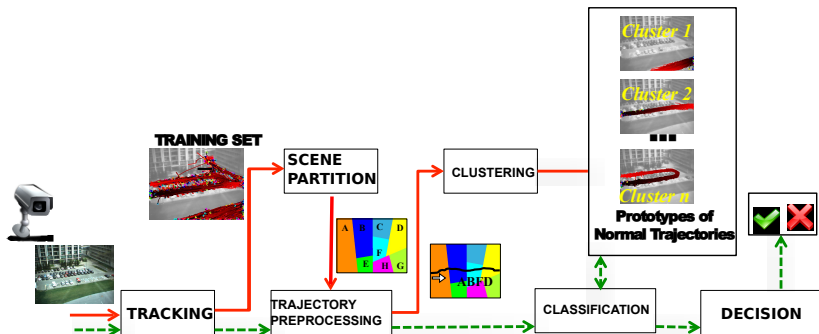 Cluster 1
Cluster 2
...
Cluster n
Prototypes of
Normal Trajectories
TRAINING SET
SCENE
PARTITION
CLUSTERING
A B C D
F
E H G
ABFD
TRACKING
TRAJECTORY
PREPROCESSING
CLASSIFICATION
DECISION